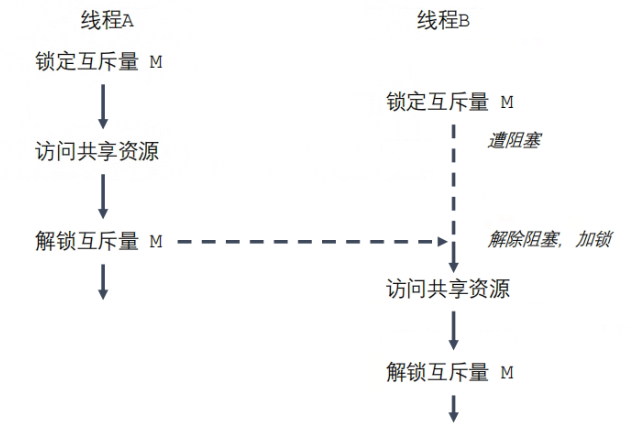 线程A
线程B
锁定互斥量 M
锁定互斥量 M
遭阻塞
访问共享资源
解锁互斥量 M
解除阻塞，加锁
访问共享资源
解锁互斥量 M